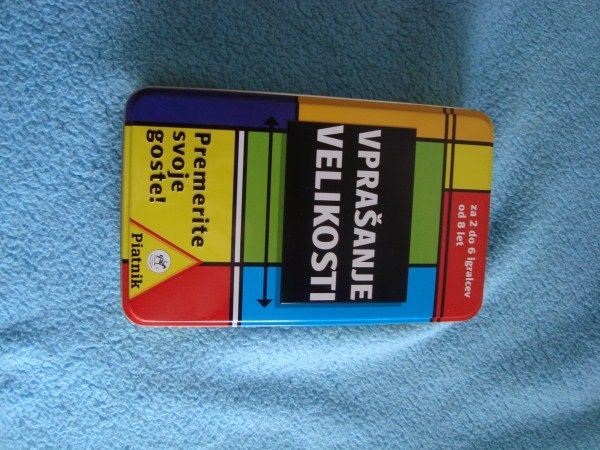 za 2 do 6 igralcev
od 8 let
VPRAŠANJE
VELIKOSTI
Premerite
svoje
goste!
Piatnik